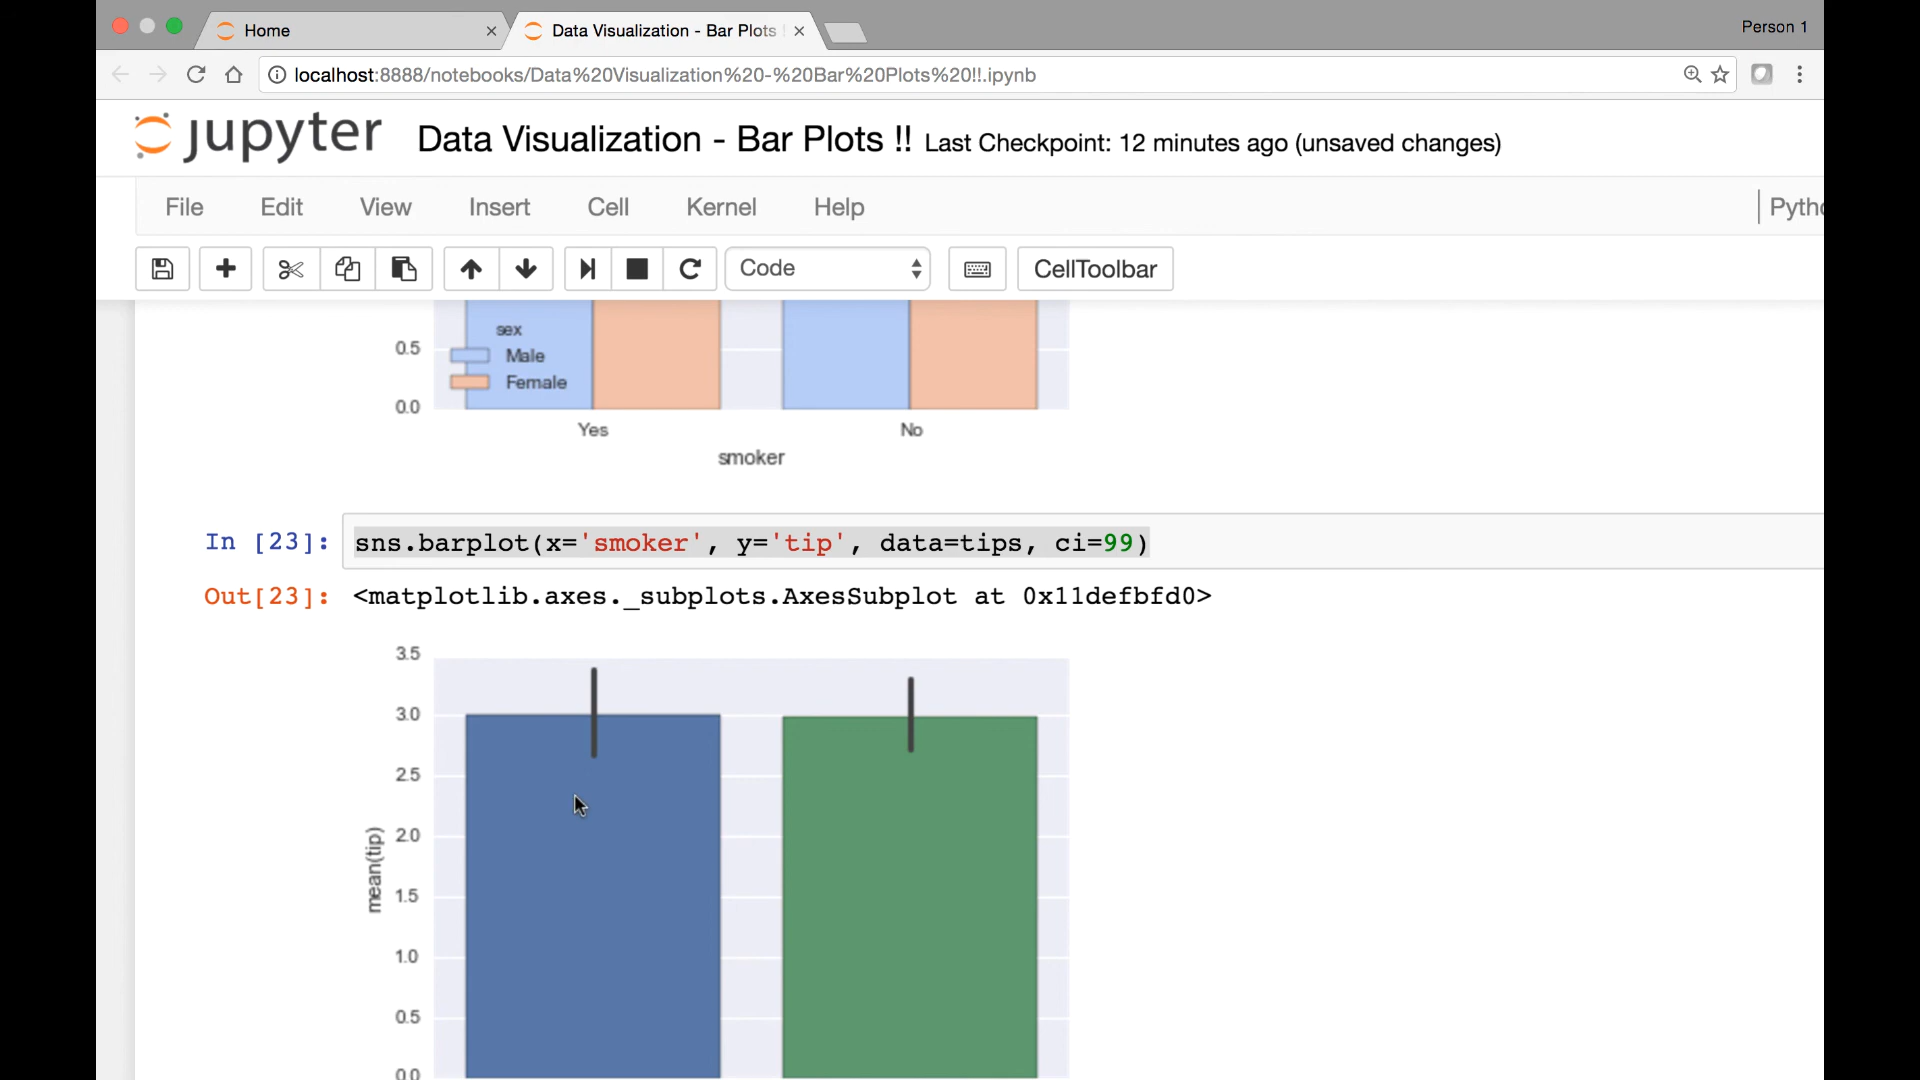 Home
Data Visualization - Bar Plots
Person 1
localhost:8888/notebooks/Data%20Visualization%20-%20Bar%20Plots%20!!.ipynb
jupyter Data Visualization - Bar Plots !! Last Checkpoint: 12 minutes ago (unsaved changes)
File Edit View Insert Cell Kernel Help
Code CellToolbar
sex
0.5
Male
Female
0.0
Yes No
smoker
In [23]: sns.barplot(x='smoker', y='tip', data=tips, ci=99)
Out[23]: <matplotlib.axes._subplots.AxesSubplot at 0x11defbfd0>
3.5
3.0
2.5
2.0
mean(tip)
1.5
1.0
0.5
0.0